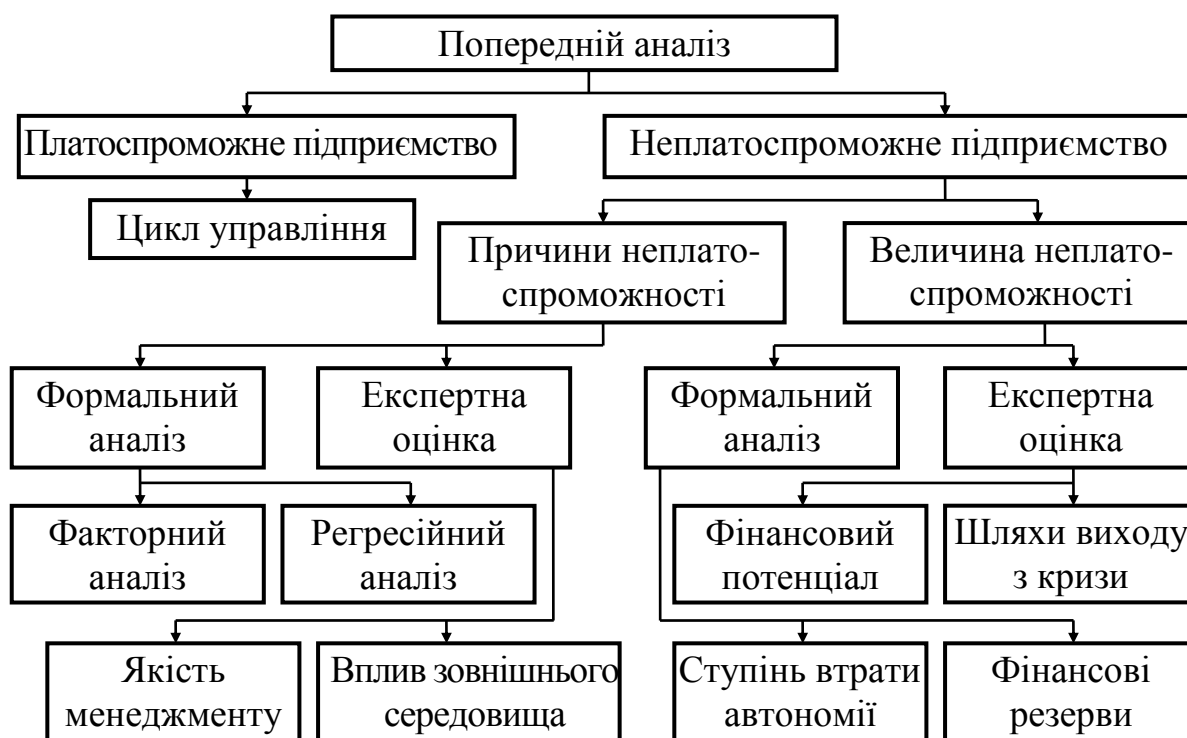 Попередній аналіз
Платоспроможне підприємство
Неплатоспроможне підприємство
Цикл управління
Причини неплато-
спроможності
Величина неплато-
спроможності
Формальний
аналіз
Експертна
оцінка
Формальний
аналіз
Експертна
оцінка
Факторний
аналіз
Регресійний
аналіз
Фінансовий
потенціал
Шляхи виходу
з кризи
Якість
менеджменту
Вплив зовнішнього
середовища
Ступінь втрати
автономії
Фінансові
резерви